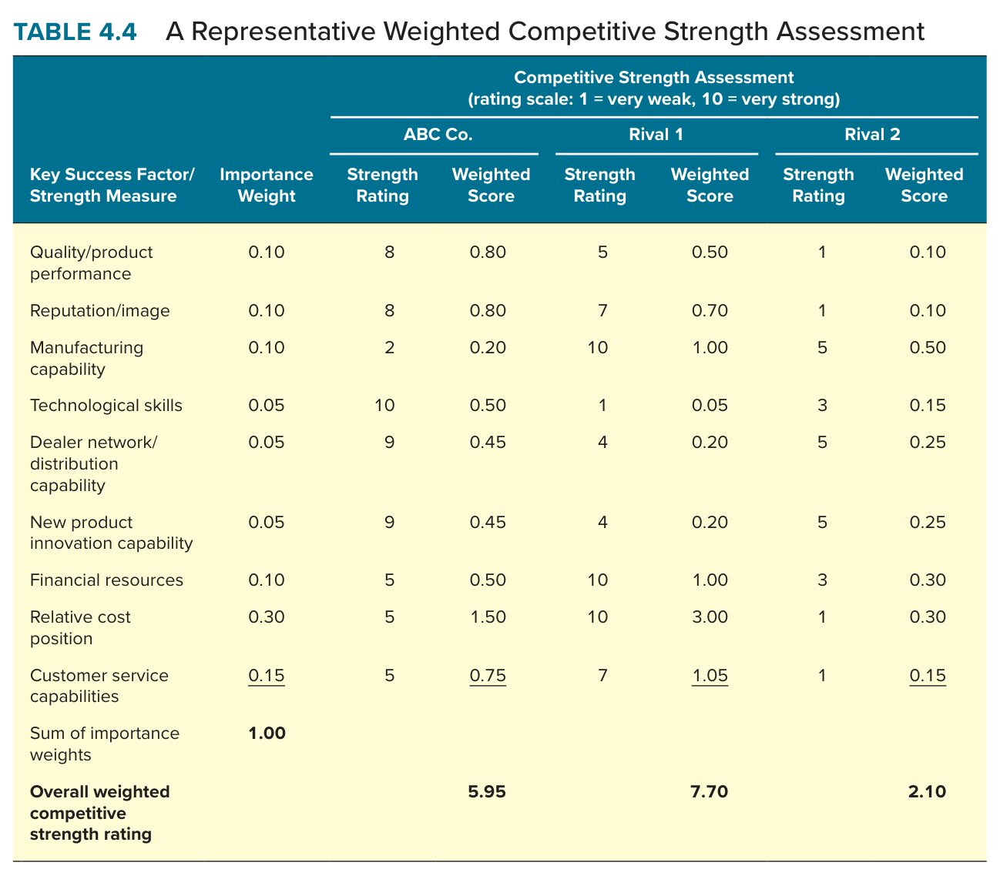 TABLE 4.4 A Representative Weighted Competitive Strength Assessment
Competitive Strength Assessment
(rating scale: 1 = very weak, 10 = very strong)
ABC Co. Rival 1 Rival 2
Key Success Factor/ Importance Strength Weighted Strength Weighted Strength Weighted
Strength Measure Weight Rating Score Rating Score Rating Score
Quality/product 0.10 8 0.80 5 0.50 1 0.10
performance
Reputation/image 0.10 8 0.80 7 0.70 1 0.10
Manufacturing 0.10 2 0.20 10 1.00 5 0.50
capability
Technological skills 0.05 10 0.50 1 0.05 3 0.15
Dealer network/ 0.05 9 0.45 4 0.20 5 0.25
distribution
capability
New product 0.05 9 0.45 4 0.20 5 0.25
innovation capability
Financial resources 0.10 5 0.50 10 1.00 3 0.30
Relative cost 0.30 5 1.50 10 3.00 1 0.30
position
Customer service 0.15 5 0.75 7 1.05 1 0.15
capabilities
Sum of importance 1.00
weights
Overall weighted 5.95 7.70 2.10
competitive
strength rating